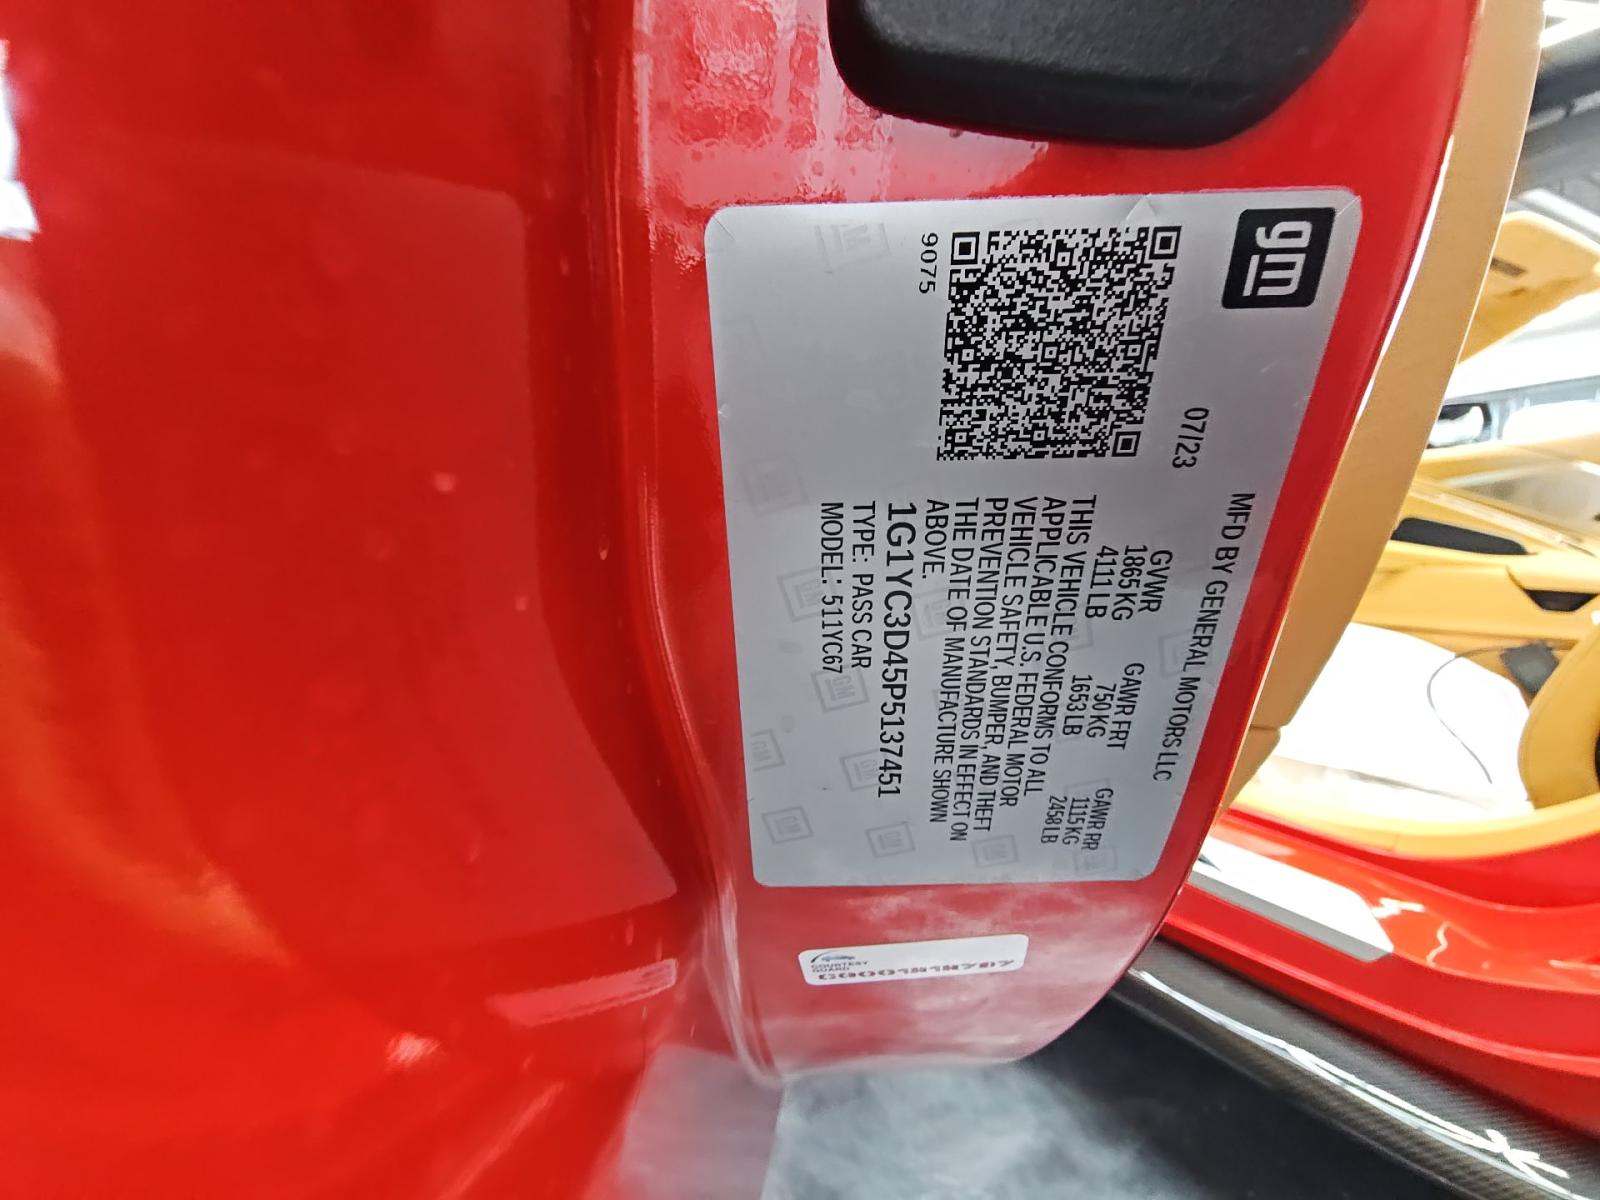 gm
MFD BY GENERAL MOTORS LLC
07/23
GVWR GAWR FRT GAWR RR
1865 KG 750 KG 1115 KG
4111 LB 1653 LB 2458 LB
THIS VEHICLE CONFORMS TO ALL
APPLICABLE U.S. FEDERAL MOTOR
VEHICLE SAFETY, BUMPER, AND THEFT
PREVENTION STANDARDS IN EFFECT ON
THE DATE OF MANUFACTURE SHOWN
ABOVE.
1G1YC3D45P5137451
TYPE: PASS CAR
MODEL: 511YC67
9075
COURTESY
GUARD